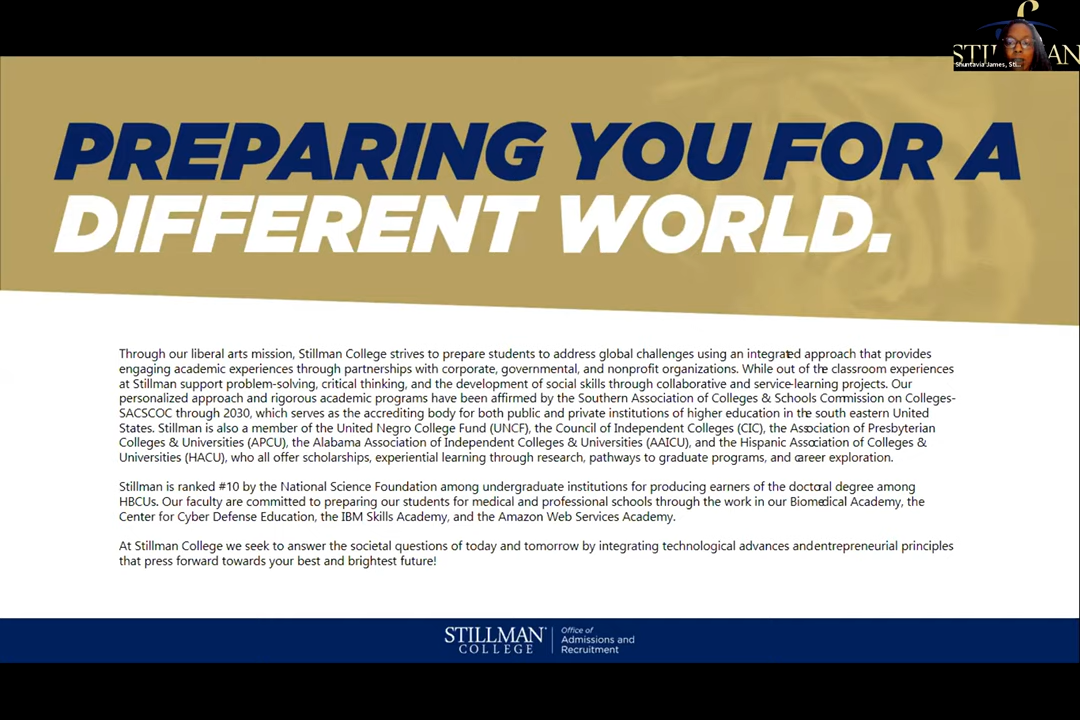 STIL AN
Shuntavia James, Sti...
PREPARING YOU FOR A
DIFFERENT WORLD.
Through our liberal arts mission, Stillman College strives to prepare students to address global challenges using an integrated approach that provides
engaging academic experiences through partnerships with corporate, governmental, and nonprofit organizations. While out of the classroom experiences
at Stillman support problem-solving, critical thinking, and the development of social skills through collaborative and service-learning projects. Our
personalized approach and rigorous academic programs have been affirmed by the Southern Association of Colleges & Schools Commission on Colleges-
SACSCOC through 2030, which serves as the accrediting body for both public and private institutions of higher education in the south eastern United
States. Stillman is also a member of the United Negro College Fund (UNCF), the Council of Independent Colleges (CIC), the Association of Presbyterian
Colleges & Universities (APCU), the Alabama Association of Independent Colleges & Universities (AAICU), and the Hispanic Association of Colleges &
Universities (HACU), who all offer scholarships, experiential learning through research, pathways to graduate programs, and career exploration.
Stillman is ranked #10 by the National Science Foundation among undergraduate institutions for producing earners of the doctoral degree among
HBCUs. Our faculty are committed to preparing our students for medical and professional schools through the work in our Biomedical Academy, the
Center for Cyber Defense Education, the IBM Skills Academy, and the Amazon Web Services Academy.
At Stillman College we seek to answer the societal questions of today and tomorrow by integrating technological advances and entrepreneurial principles
that press forward towards your best and brightest future!
STILLMAN
COLLEGE
Office of
Admissions and
Recruitment